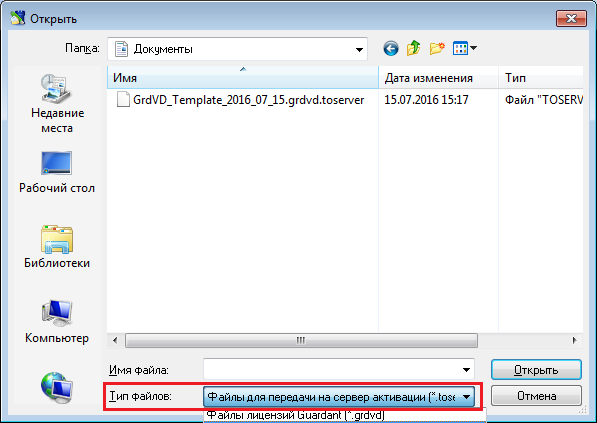 Открыть
Папка: Документы
Имя Дата изменения Тип
GrdVD_Template_2016_07_15.grdvd.toserver 15.07.2016 15:17 Файл "TOSERV
Недавние
места
Рабочий стол
Библиотеки
Компьютер
Имя файла: Открыть
Тип файлов: Файлы для передачи на сервер активации (*.tose Отмена
Файлы лицензий Guardant (*.grdvd)